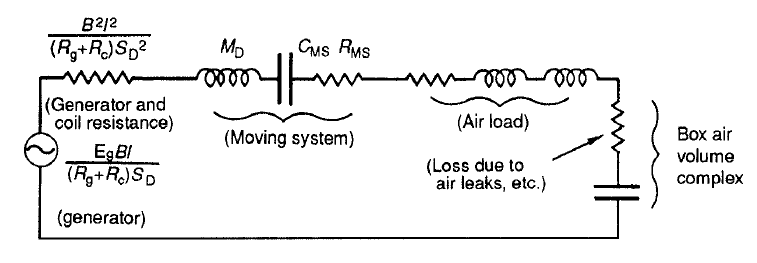 B²l²
(Rg+Rc)SD²
MD
CMS RMS
(Generator and
coil resistance)
(Moving system)
(Air load)
EgBl
(Rg+Rc)SD
(generator)
(Loss due to
air leaks, etc.)
Box air
volume
complex